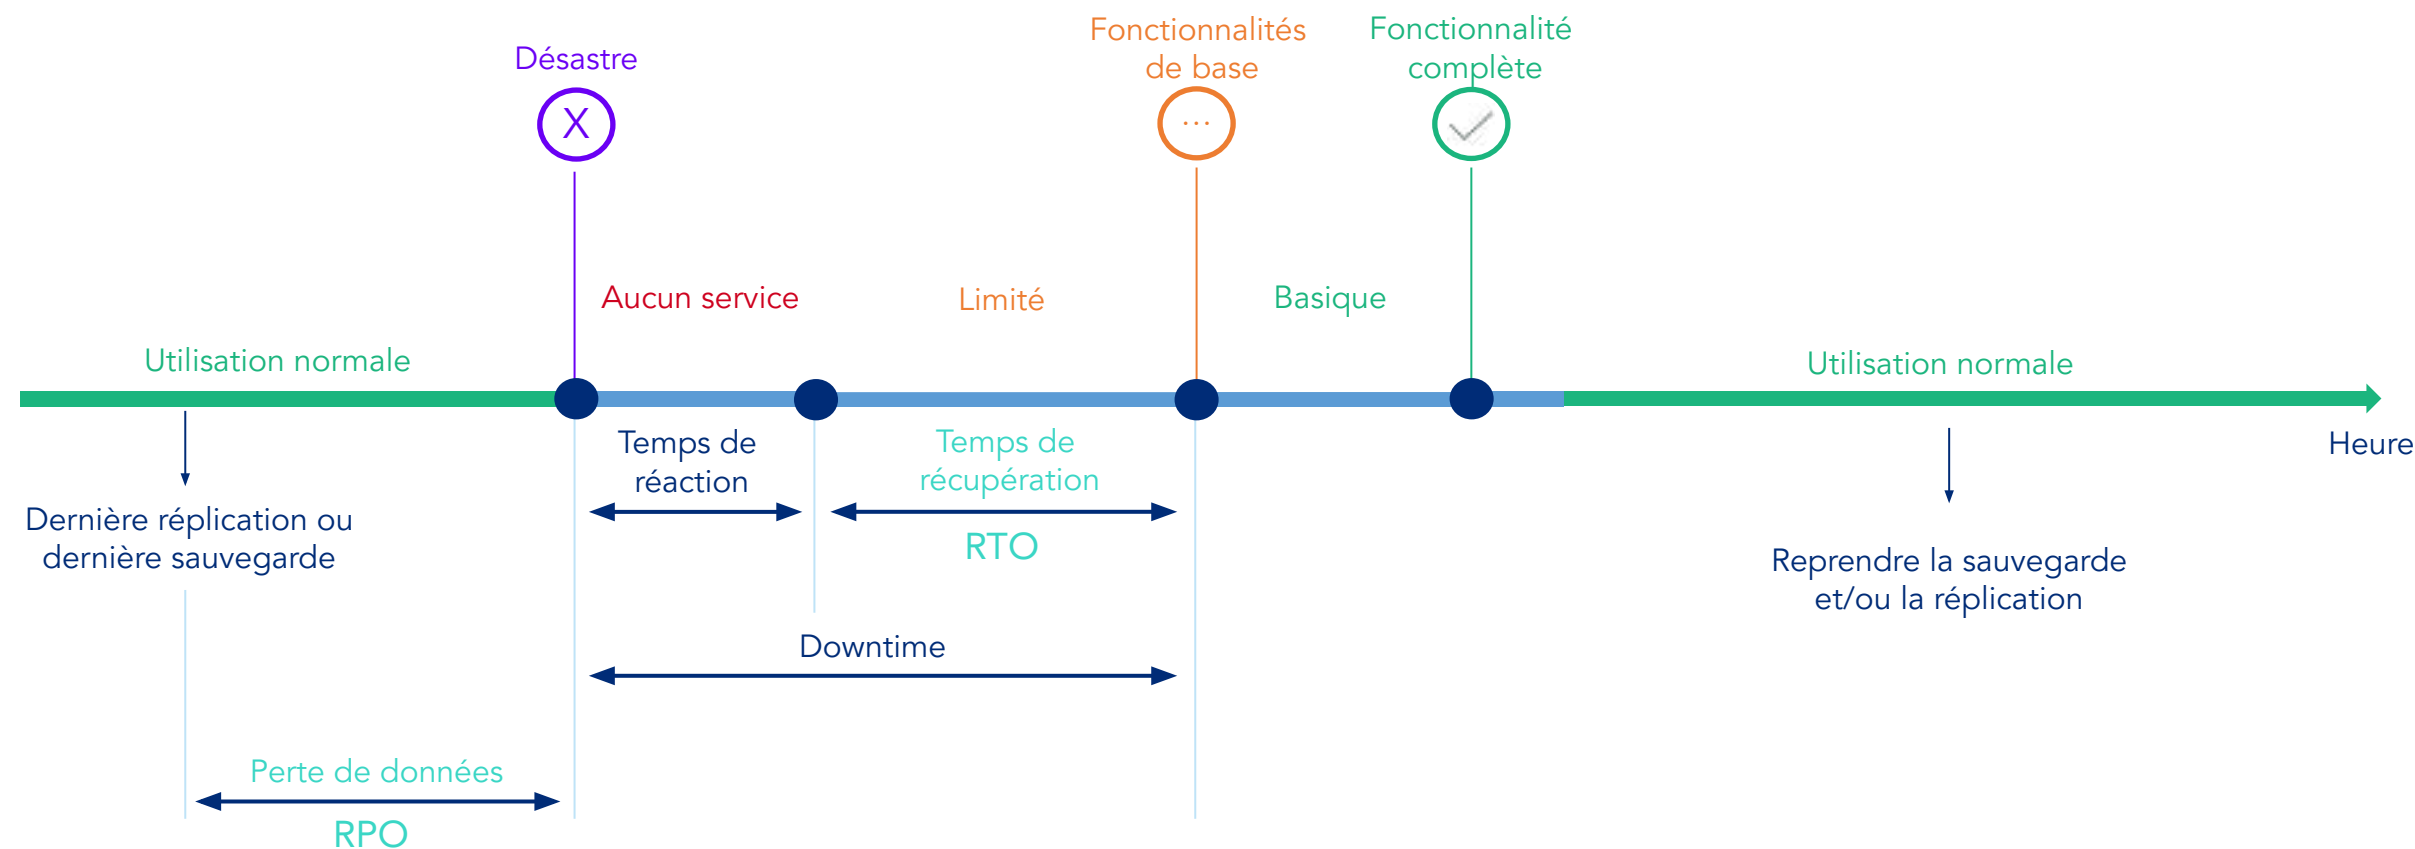 Désastre
X
Fonctionnalités
de base
...
Fonctionnalité
complète
Aucun service
Limité
Basique
Utilisation normale
Utilisation normale
Heure
Temps de
réaction
Temps de
récupération
RTO
Dernière réplication ou
dernière sauvegarde
Reprendre la sauvegarde
et/ou la réplication
Downtime
Perte de données
RPO